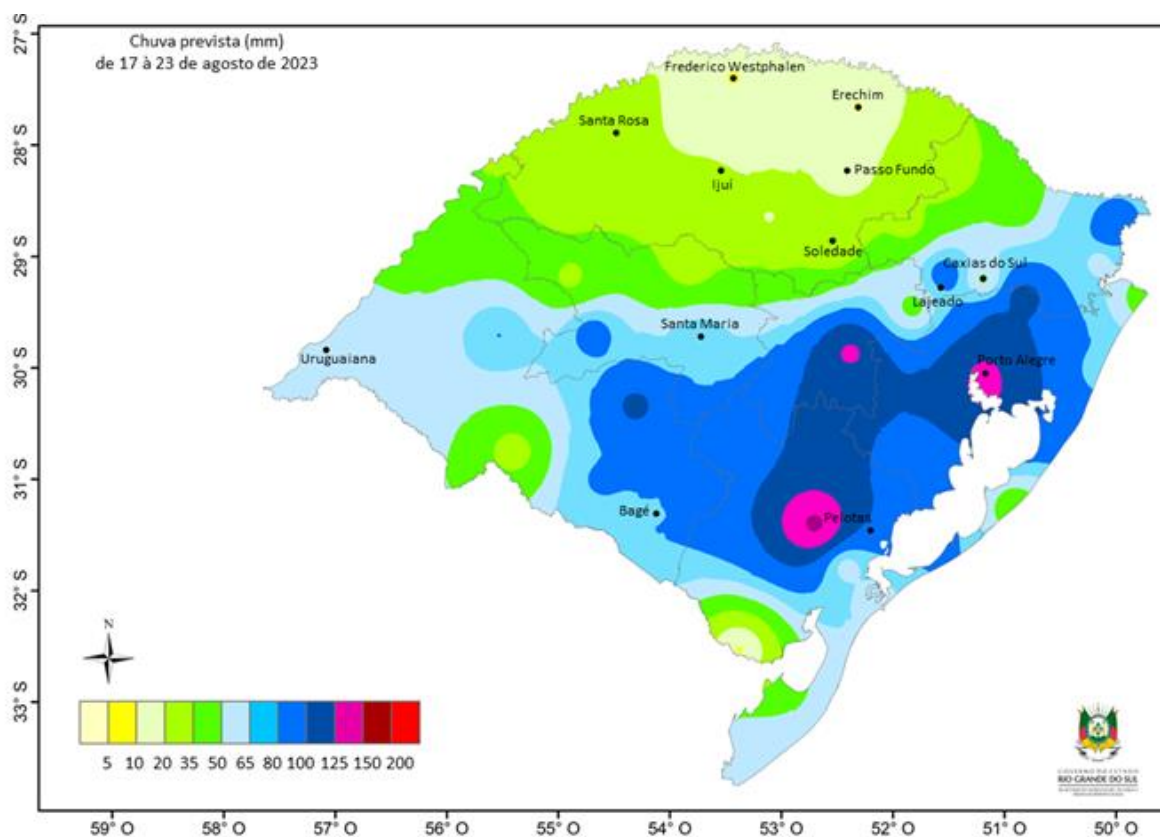 Chuva prevista (mm)
de 17 à 23 de agosto de 2023
27° S
28° S
29° S
30° S
31° S
32° S
33° S
Frederico Westphalen
Erechim
Santa Rosa
Passo Fundo
Ijuí
Soledade
Caxias do Sul
Lajeado
Santa Maria
Uruguaiana
Porto Alegre
Bagé
Pelotas
N
5 10 20 35 50 65 80 100 125 150 200
GOVERNO DO ESTADO
RIO GRANDE DO SUL
59° O 58° O 57° O 56° O 55° O 54° O 53° O 52° O 51° O 50° O